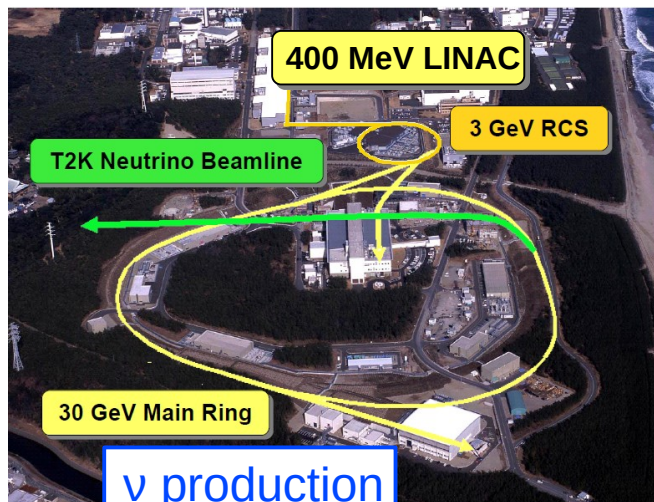 400 MeV LINAC
3 GeV RCS
T2K Neutrino Beamline
30 GeV Main Ring
ν production